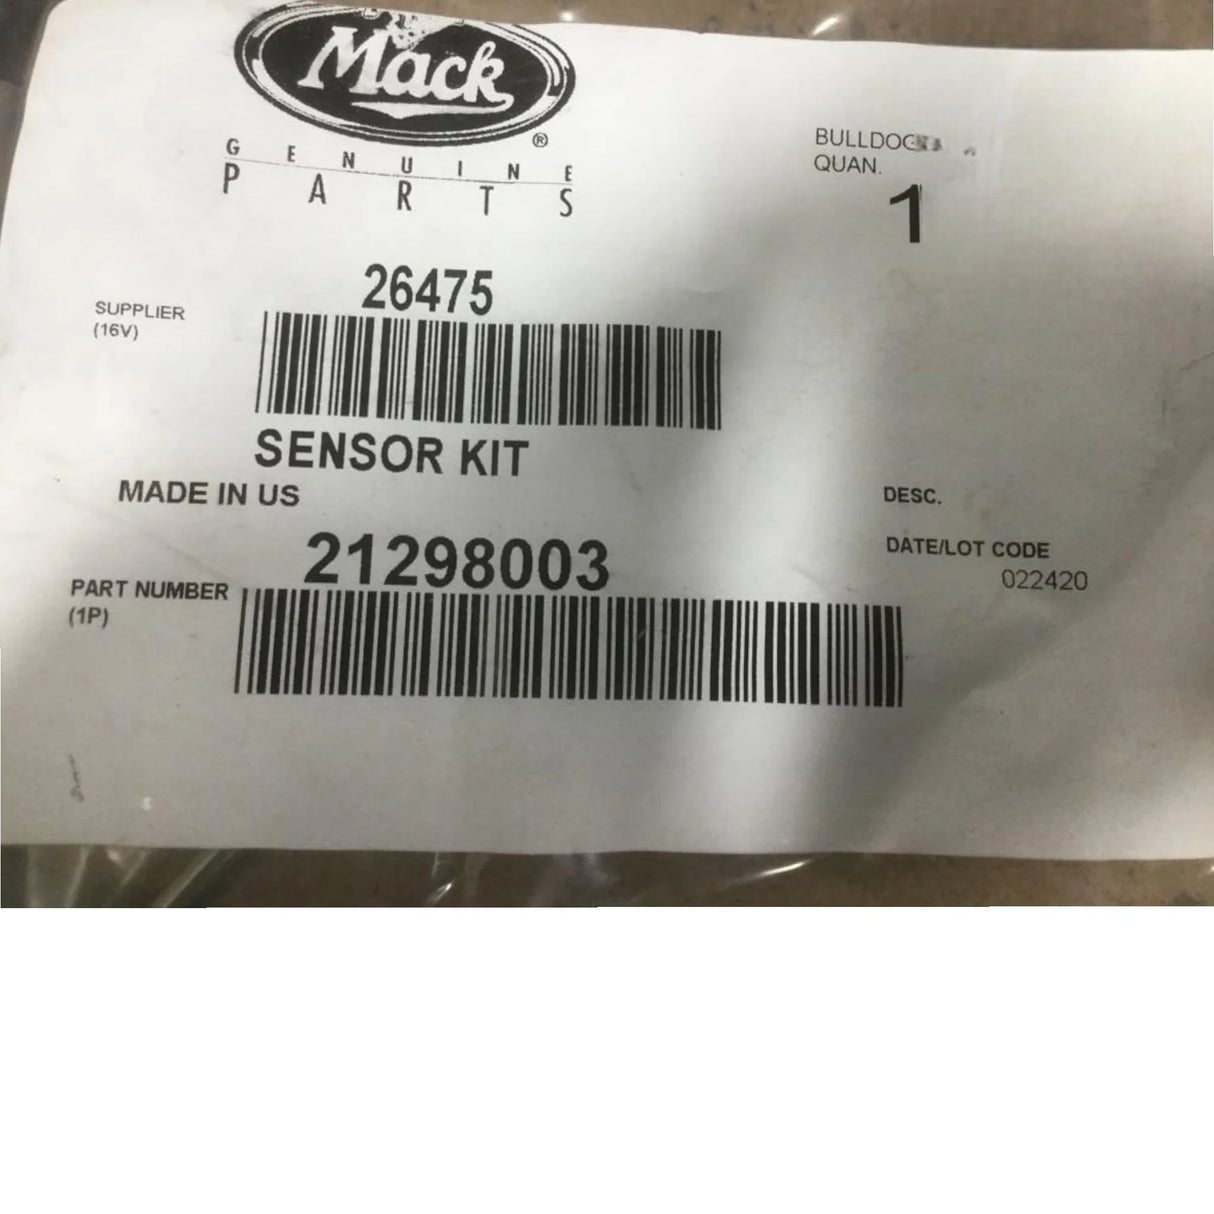 Mack
®
GENUINE
PARTS
QUAN.
1
26475
SUPPLIER
(16V)
SENSOR KIT
MADE IN US
DESC.
21298003
DATE/LOT CODE
022420
PART NUMBER
(1P)